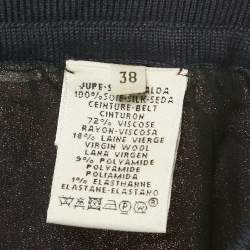 38
JUPE-S ALDA
100%SOIE-SILK-SEDA
CEINTURE-BELT
CINTURON
72% VISCOSE
RAYON-VISCOSA
18% LAINE VIERGE
VIRGIN WOOL
LANA VIRGEN
9% POLYAMIDE
POLYAMIDE
POLIAMIDA
1% ELASTHANNE
ELASTANE-ELASTANO